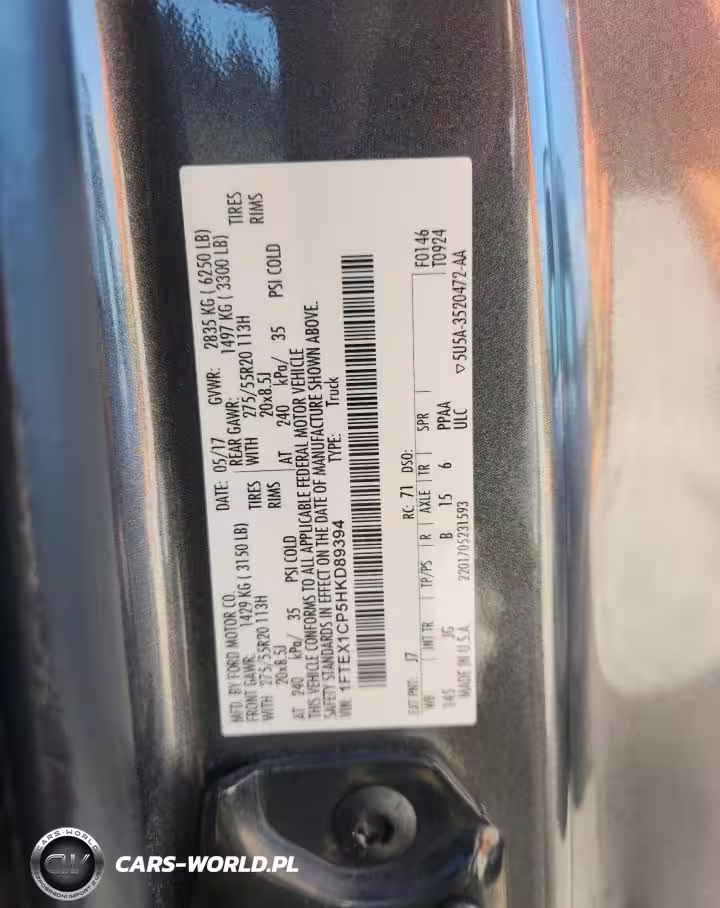 MFD. BY FORD MOTOR CO.
DATE: 05/17 GVWR: 2835 KG ( 6250 LB)
FRONT GAWR: 1429 KG ( 3150 LB)
REAR GAWR: 1497 KG ( 3300 LB)
WITH 275/55R20 113H TIRES
WITH 275/55R20 113H TIRES
20x8.5J RIMS
20x8.5J RIMS
AT 240 kPa/ 35 PSI COLD
AT 240 kPa/ 35 PSI COLD
THIS VEHICLE CONFORMS TO ALL APPLICABLE FEDERAL MOTOR VEHICLE
SAFETY STANDARDS IN EFFECT ON THE DATE OF MANUFACTURE SHOWN ABOVE.
VIN: 1FTEX1CP5HKD89394
TYPE: Truck
EXT PNT: J7 RC: 71 DSO: F0146
WB INT TR TP/PS R AXLE TR SPR T0924
145 JG B 15 6 PPAA
ULC
MADE IN U.S.A. 2201705231593
▽5U5A-3520472-AA
CARS-WORLD
CW
CARS-WORLD.PL